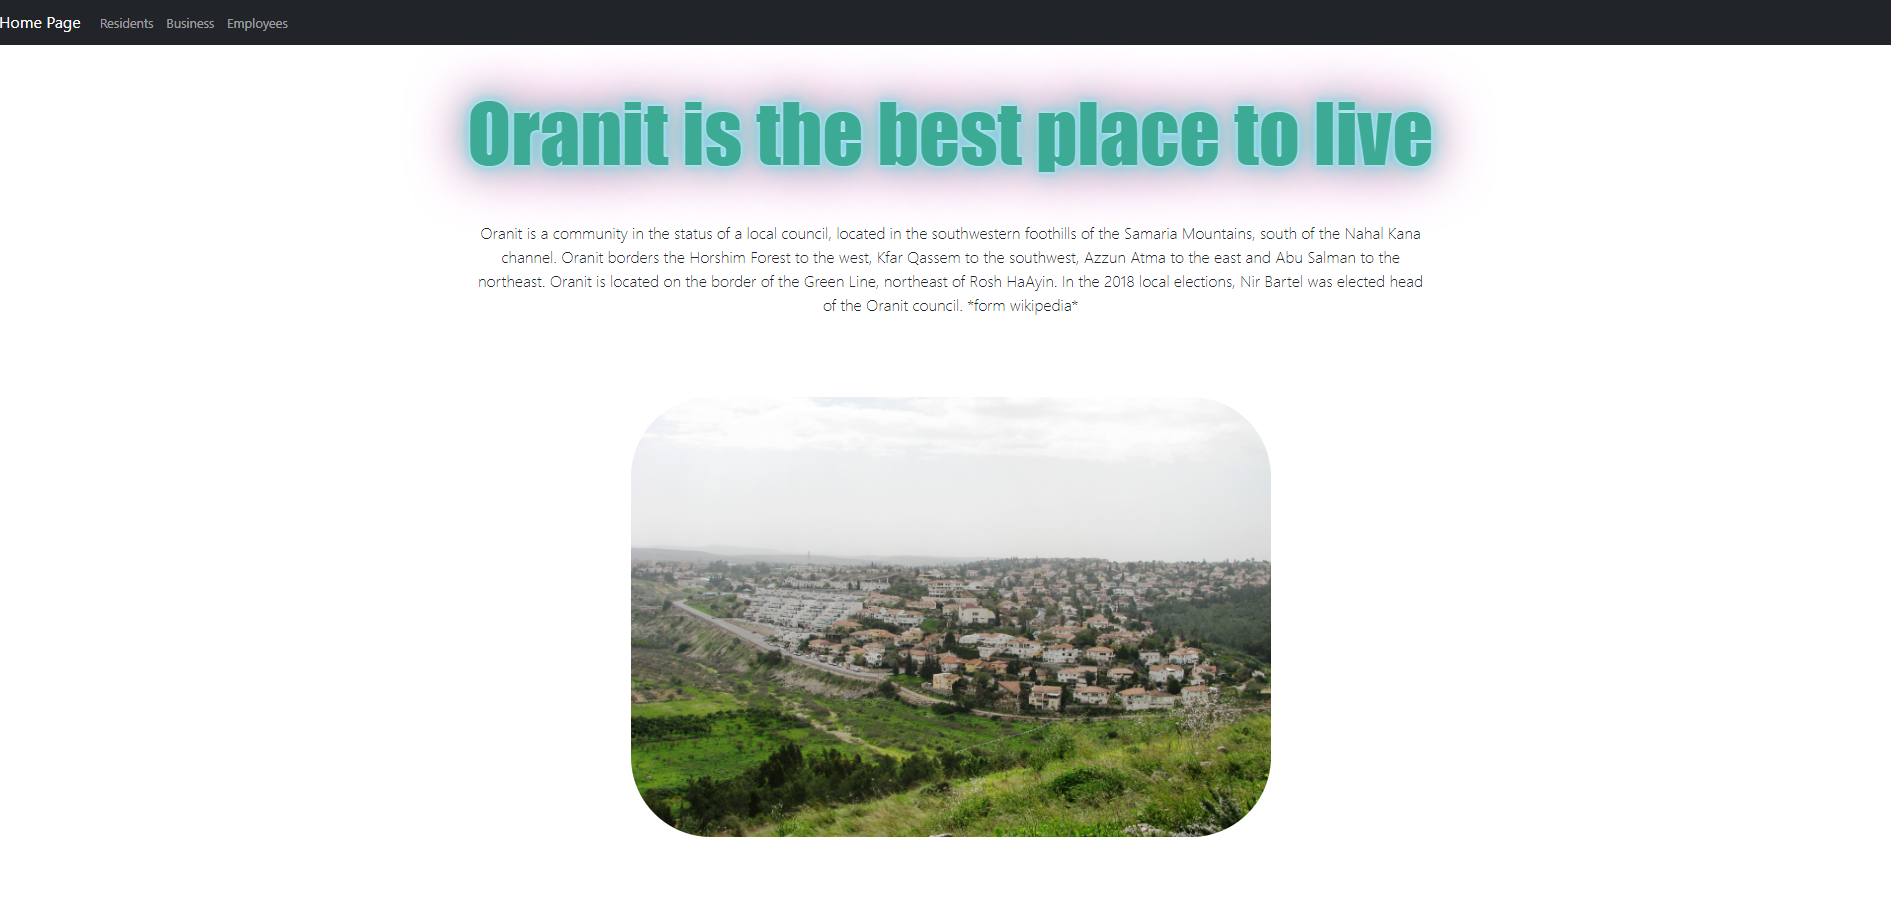 Home Page Residents Business Employees
Oranit is the best place to live
Oranit is a community in the status of a local council, located in the southwestern foothills of the Samaria Mountains, south of the Nahal Kana
channel. Oranit borders the Horshim Forest to the west, Kfar Qassem to the southwest, Azzun Atma to the east and Abu Salman to the
northeast. Oranit is located on the border of the Green Line, northeast of Rosh HaAyin. In the 2018 local elections, Nir Bartel was elected head
of the Oranit council. *form wikipedia*